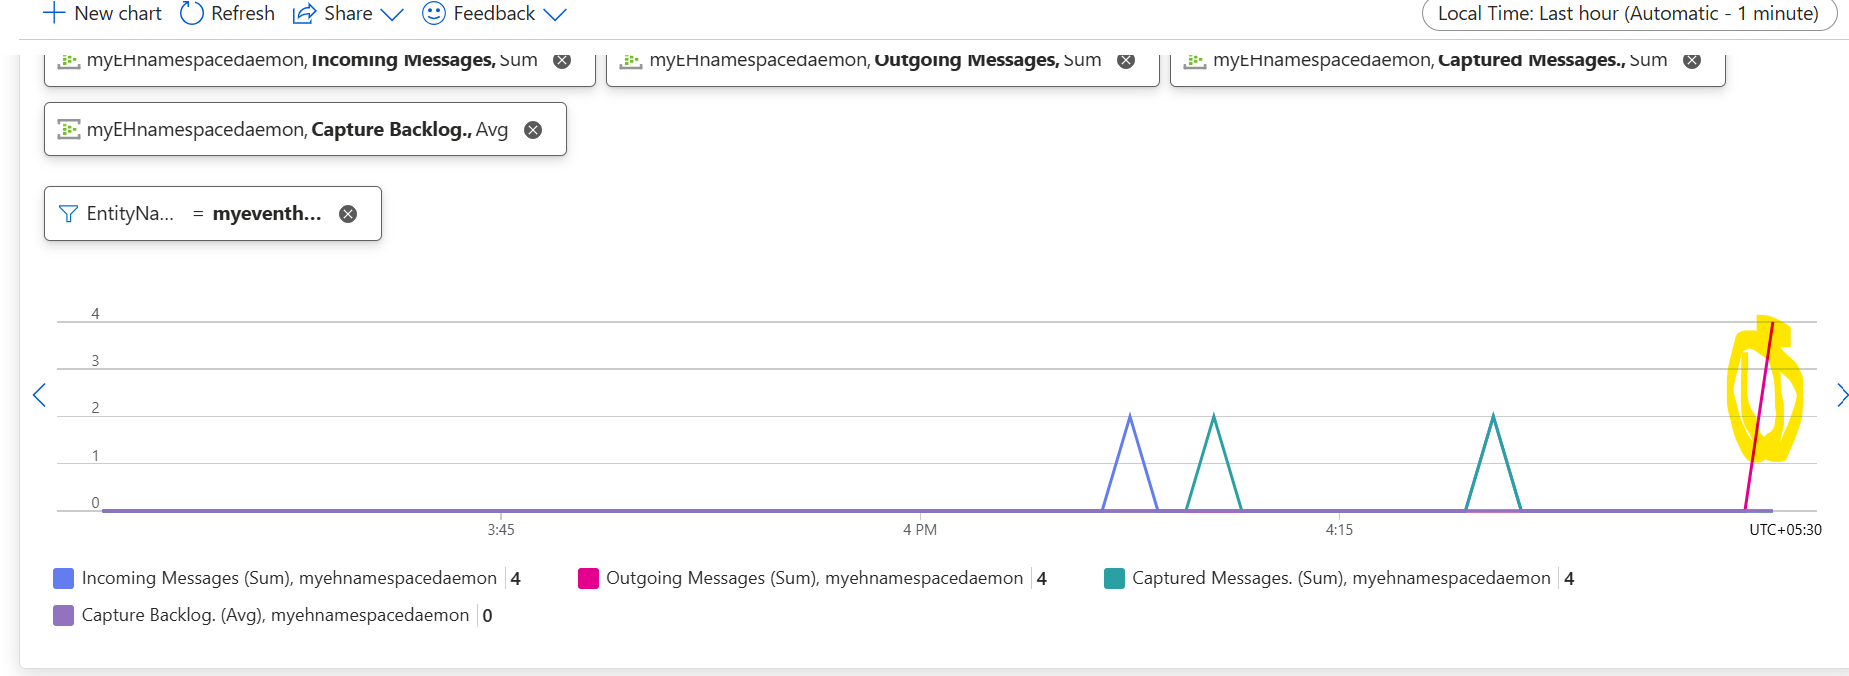 New chart Refresh Share Feedback Local Time: Last hour (Automatic - 1 minute)
myEHnamespacedaemon, Incoming Messages, Sum myEHnamespacedaemon, Outgoing Messages, Sum myEHnamespacedaemon, Captured Messages., Sum
myEHnamespacedaemon, Capture Backlog., Avg
EntityNa... = myeventh...
4
3
2
1
0
3:45 4 PM 4:15 UTC+05:30
Incoming Messages (Sum), myehnamespacedaemon 4 Outgoing Messages (Sum), myehnamespacedaemon 4 Captured Messages. (Sum), myehnamespacedaemon 4
Capture Backlog. (Avg), myehnamespacedaemon 0